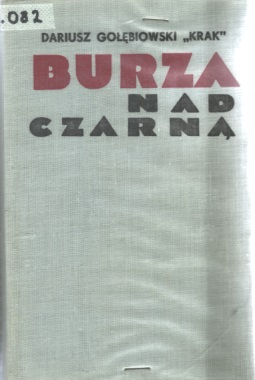 .082
DARIUSZ GOŁĘBIOWSKI „KRAK"
BURZA
NAD
CZARNĄ